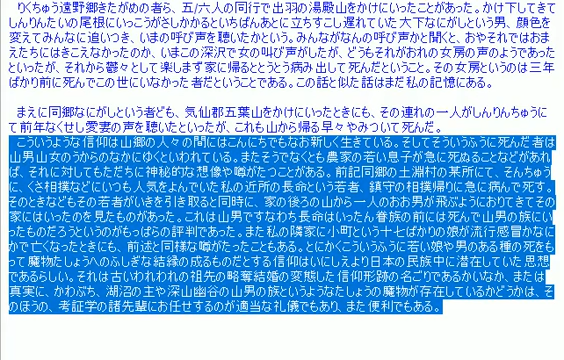 りくちゅう遠野郷きたがめの者ら、五/六人の同行で出羽の湯殿山をかけにいったことがあった。かけ下してきて
しんりんたいの尾根にいっこうがさしかかるといちばんあとに立ちすこし遅れていた大下なにがしという男、顔色を
変えてみんなに追いつき、いまの呼び声を聴いたかという。みんながなんの呼び声かと聞くと、おやそれではおま
えたちにはきこえなかったのか、いまこの深沢で女の叫び声がしたが、どうもそれがおれの女房の声のようであった
といったが、それから鬱々として楽しまず家に帰るととうとう病み出して死んだということ。その女房というのは三年
ばかり前に死んでこの世にいなかった者だということである。この話と似た話はまだ私の記憶にある。
まえに同郷なにがしという者ども、気仙郡五葉山をかけにいったときにも、その連れの一人がしんりんちゅうに
て前年なくせし愛妻の声を聴いたといったが、これも山から帰る早々やみついて死んだ。
こういうような信仰は山郷の人々の間にはこんにちでもなお新しく生きている。そしてそういうふうに死んだ者は
山男山女のうからのなかにゆくといわれている。またそうでなくとも農家の若い息子が急に死ぬることなどがあれ
ば、それに対してもただちに神秘的な想像や噂がたつことがある。前記同郷の土淵村の某所にて、そんちゅう
に、くさ相撲などにいつも人気をよんでいた私の近所の長命という若者、鎮守の相撲帰りに急に病んで死す。
そのときなどもその若者がいきを引き取ると同時に、家の後ろの山から一人のおお男が飛ぶようにおりてきてその
家にはいったのを見たものがあった。これは山男ですなわち長命はいったん眷族の前には死んで山男の族にい
ったものだろうというのがもっぱらの評判であった。また私の隣家に小町という十七ばかりの娘が流行感冒かなに
かで亡くなったときにも、前述と同様な噂がたったこともある。とにかくこういうふうに若い娘や男のある種の死をも
って魔物たしょうへのふしぎな結縁の成るものだとする信仰はいにしえより日本の民族中に潜在していた思想
であるらしい。それは古いわれわれの祖先の略奪結婚の変態した信仰形跡の名ごりであるかいなか、または
真実に、かわぶち、湖沼の主や深山幽谷の山男の族というようなたしょうの魔物が存在しているかどうかは、そ
のほうの、考証学の諸先輩にお任せするのが適当な礼儀でもあり、また便利でもある。